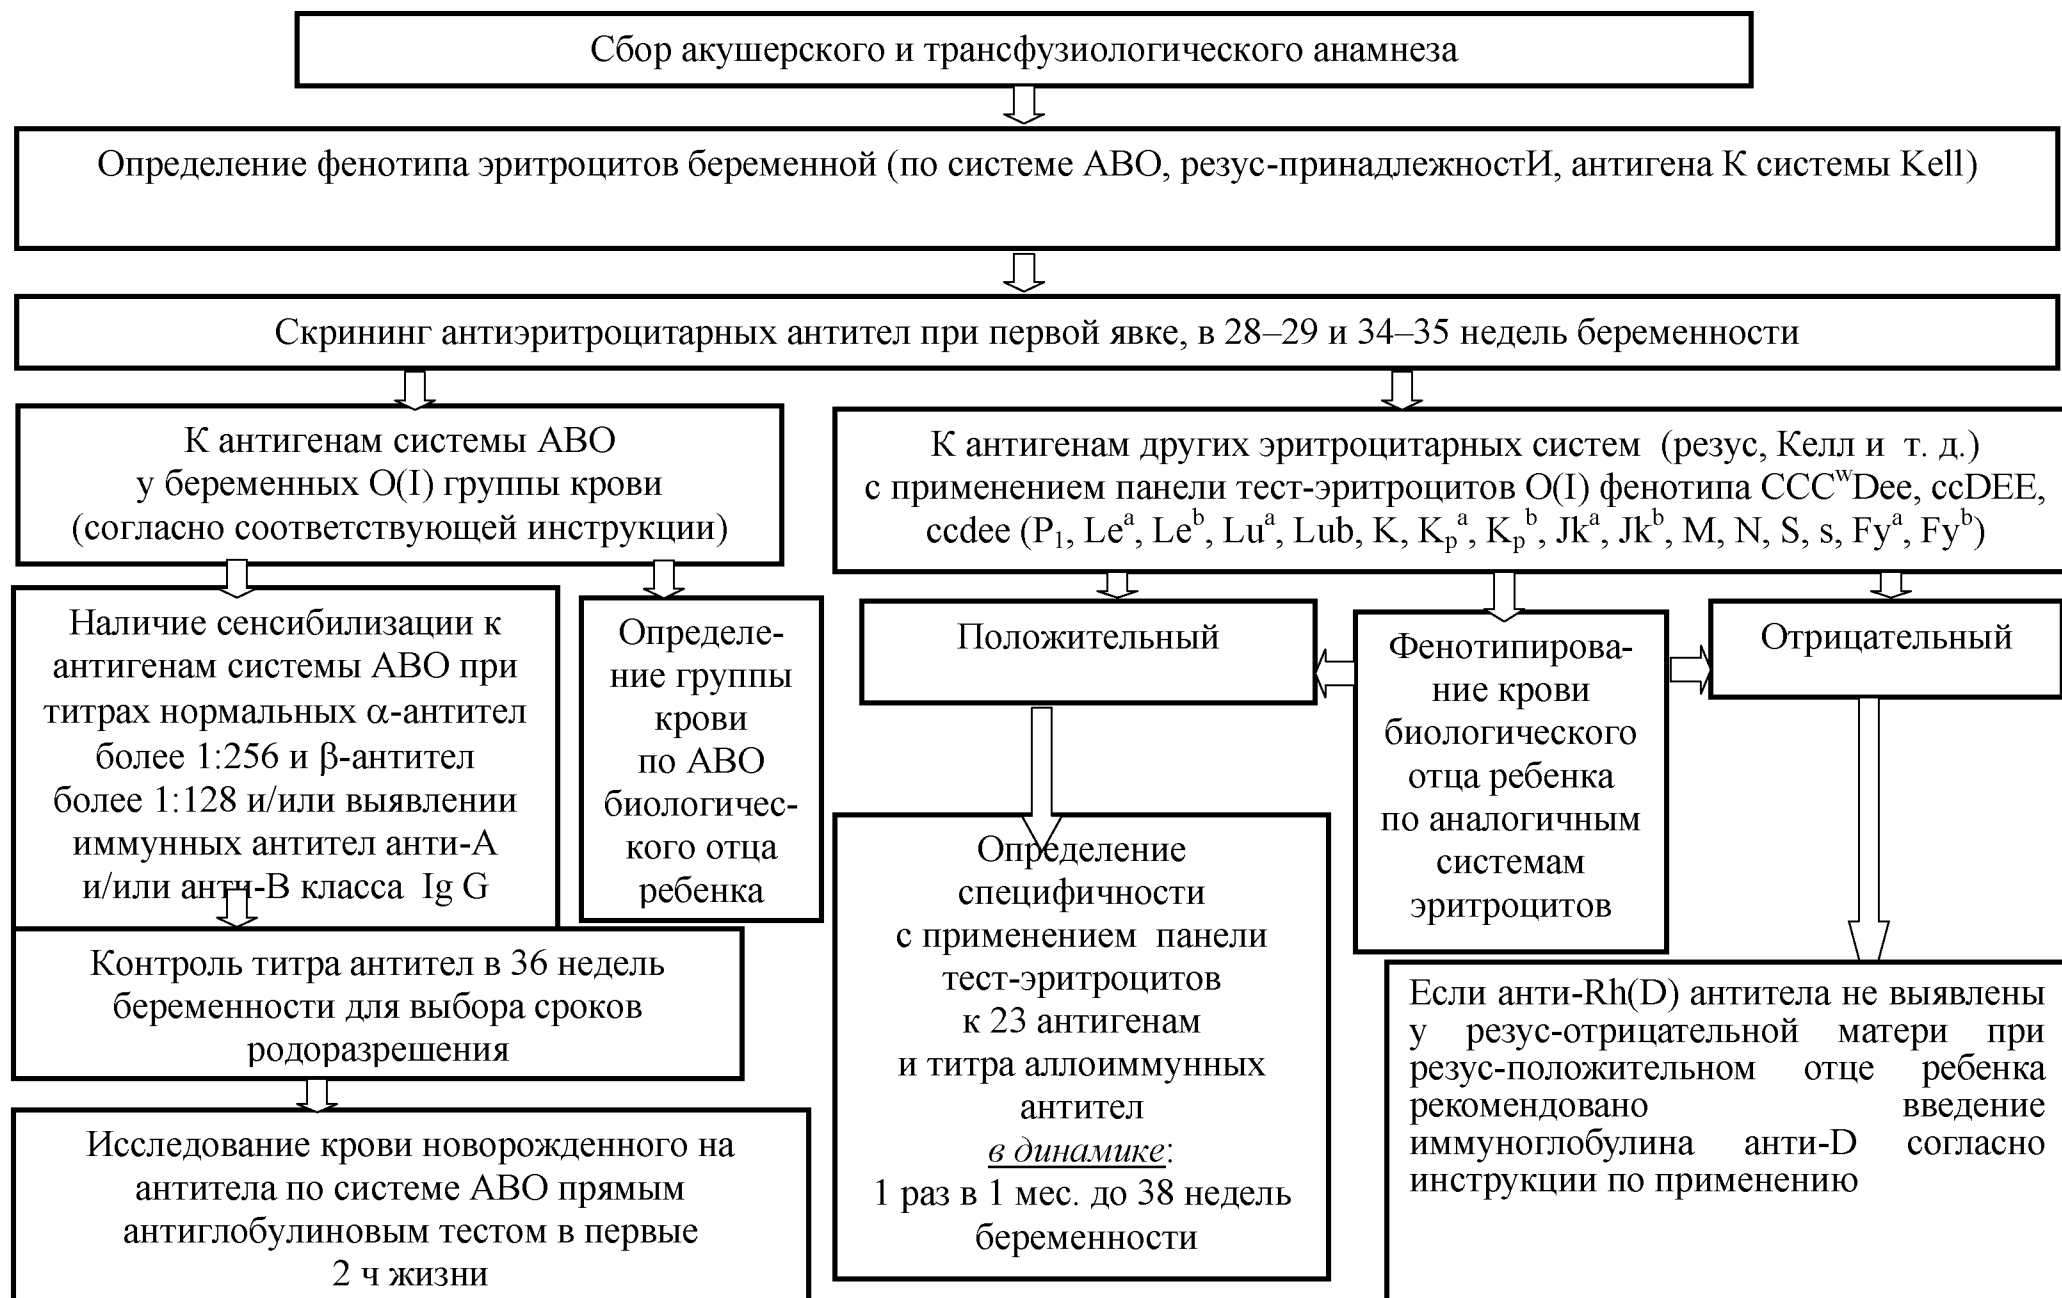 Сбор акушерского и трансфузиологического анамнеза
Определение фенотипа эритроцитов беременной (по системе АВО, резус-принадлежностИ, антигена К системы Kell)
Скрининг антиэритроцитарных антител при первой явке, в 28–29 и 34–35 недель беременности
К антигенам системы АВО
у беременных О(I) группы крови
(согласно соответствующей инструкции)
К антигенам других эритроцитарных систем (резус, Келл и т. д.)
с применением панели тест-эритроцитов О(I) фенотипа CCCʷDee, ccDEE,
ccdee (P₁, Leᵃ, Leᵇ, Luᵃ, Lub, K, Kₚᵃ, Kₚᵇ, Jkᵃ, Jkᵇ, M, N, S, s, Fyᵃ, Fyᵇ)
Наличие сенсибилизации к
антигенам системы АВО при
титрах нормальных α-антител
более 1:256 и β-антител
более 1:128 и/или выявлении
иммунных антител анти-А
и/или анти-В класса Ig G
Определе-
ние группы
крови
по АВО
биологичес-
кого отца
ребенка
Положительный
Фенотипирова-
ние крови
биологического
отца ребенка
по аналогичным
системам
эритроцитов
Отрицательный
Контроль титра антител в 36 недель
беременности для выбора сроков
родоразрешения
Исследование крови новорожденного на
антитела по системе АВО прямым
антиглобулиновым тестом в первые
2 ч жизни
Определение
специфичности
с применением панели
тест-эритроцитов
к 23 антигенам
и титра аллоиммунных
антител
в динамике:
1 раз в 1 мес. до 38 недель
беременности
Если анти-Rh(D) антитела не выявлены
у резус-отрицательной матери при
резус-положительном отце ребенка
рекомендовано введение
иммуноглобулина анти-D согласно
инструкции по применению